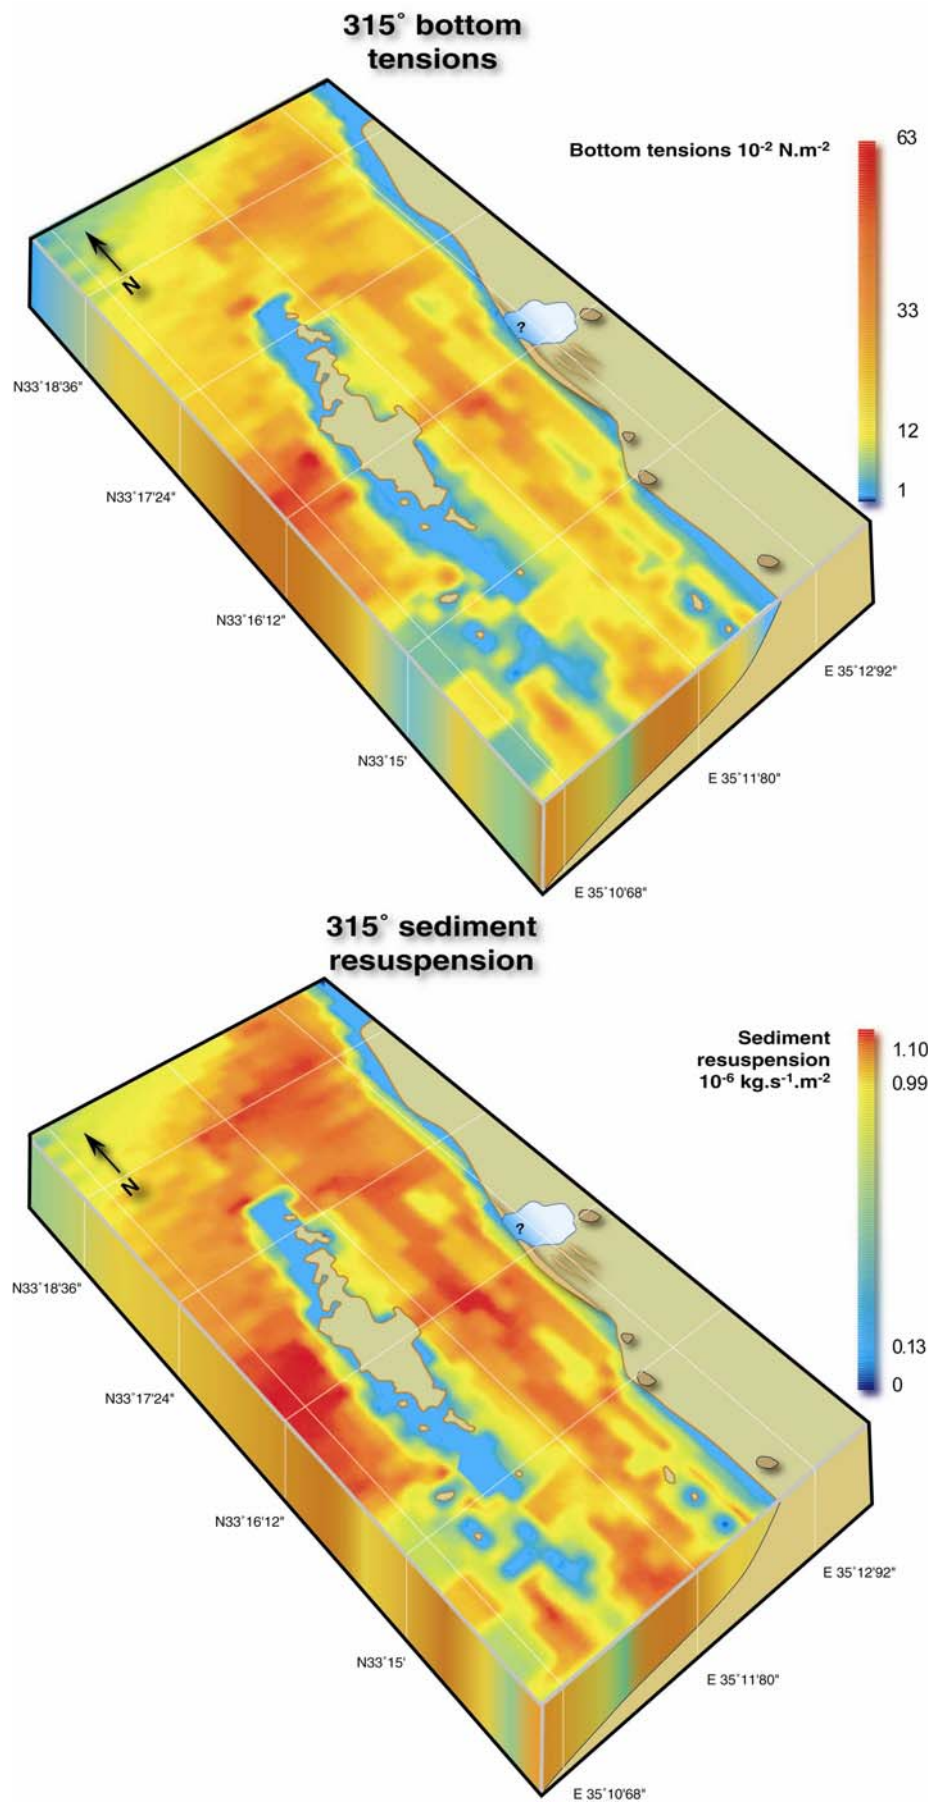 315° bottom
tensions
Bottom tensions 10⁻² N.m⁻²
63
33
12
1
N
?
N33°18'36"
N33°17'24"
N33°16'12"
N33°15'
E 35°12'92"
E 35°11'80"
E 35°10'68"
315° sediment
resuspension
Sediment
resuspension
10⁻⁶ kg.s⁻¹.m⁻²
1.10
0.99
0.13
0
N
?
N33°18'36"
N33°17'24"
N33°16'12"
N33°15'
E 35°12'92"
E 35°11'80"
E 35°10'68"